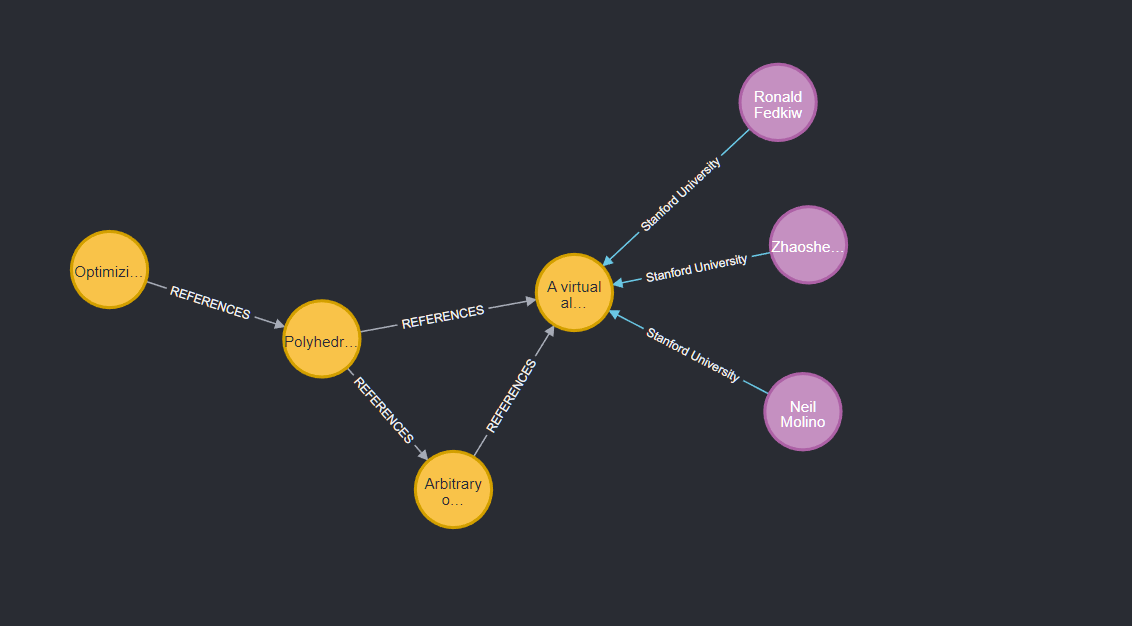 Ronald
Fedkiw
Stanford University
Zhaoshe...
Stanford University
Optimizi...
REFERENCES
A virtual
al...
REFERENCES
Polyhedr...
Stanford University
REFERENCES
REFERENCES
Neil
Molino
Arbitrary
o...